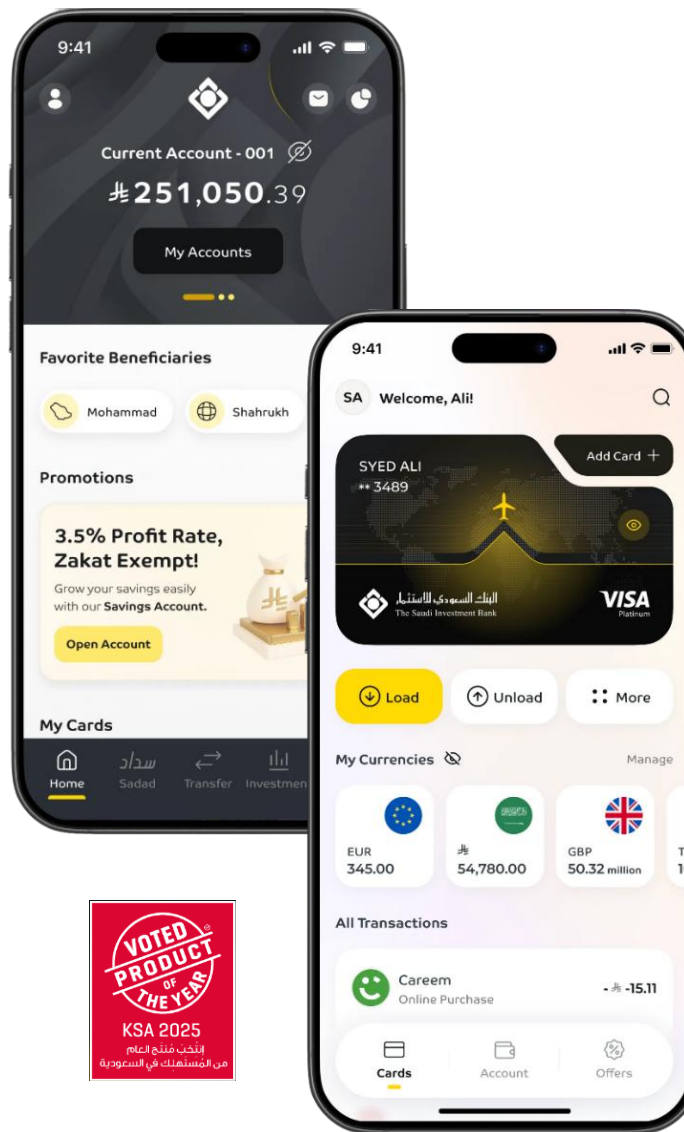 9:41
Current Account - 001
251,050.39
My Accounts
Favorite Beneficiaries
Mohammad
Shahrukh
Promotions
3.5% Profit Rate,
Zakat Exempt!
Grow your savings easily
with our Savings Account.
Open Account
My Cards
Home
سداد
Sadad
Transfer
Investmen
9:41
SA
Welcome, Ali!
Add Card +
SYED ALI
** 3489
البنك السعودي للاستثمار
The Saudi Investment Bank
VISA
Platinum
Load
Unload
More
My Currencies
Manage
EUR
345.00
54,780.00
GBP
50.32 million
All Transactions
Careem
Online Purchase
- -15.11
Cards
Account
Offers
VOTED
PRODUCT
OF
THE YEAR
KSA 2025
إنتُخبَ مُنتَج العام
من المُستَهلِك في السعودية